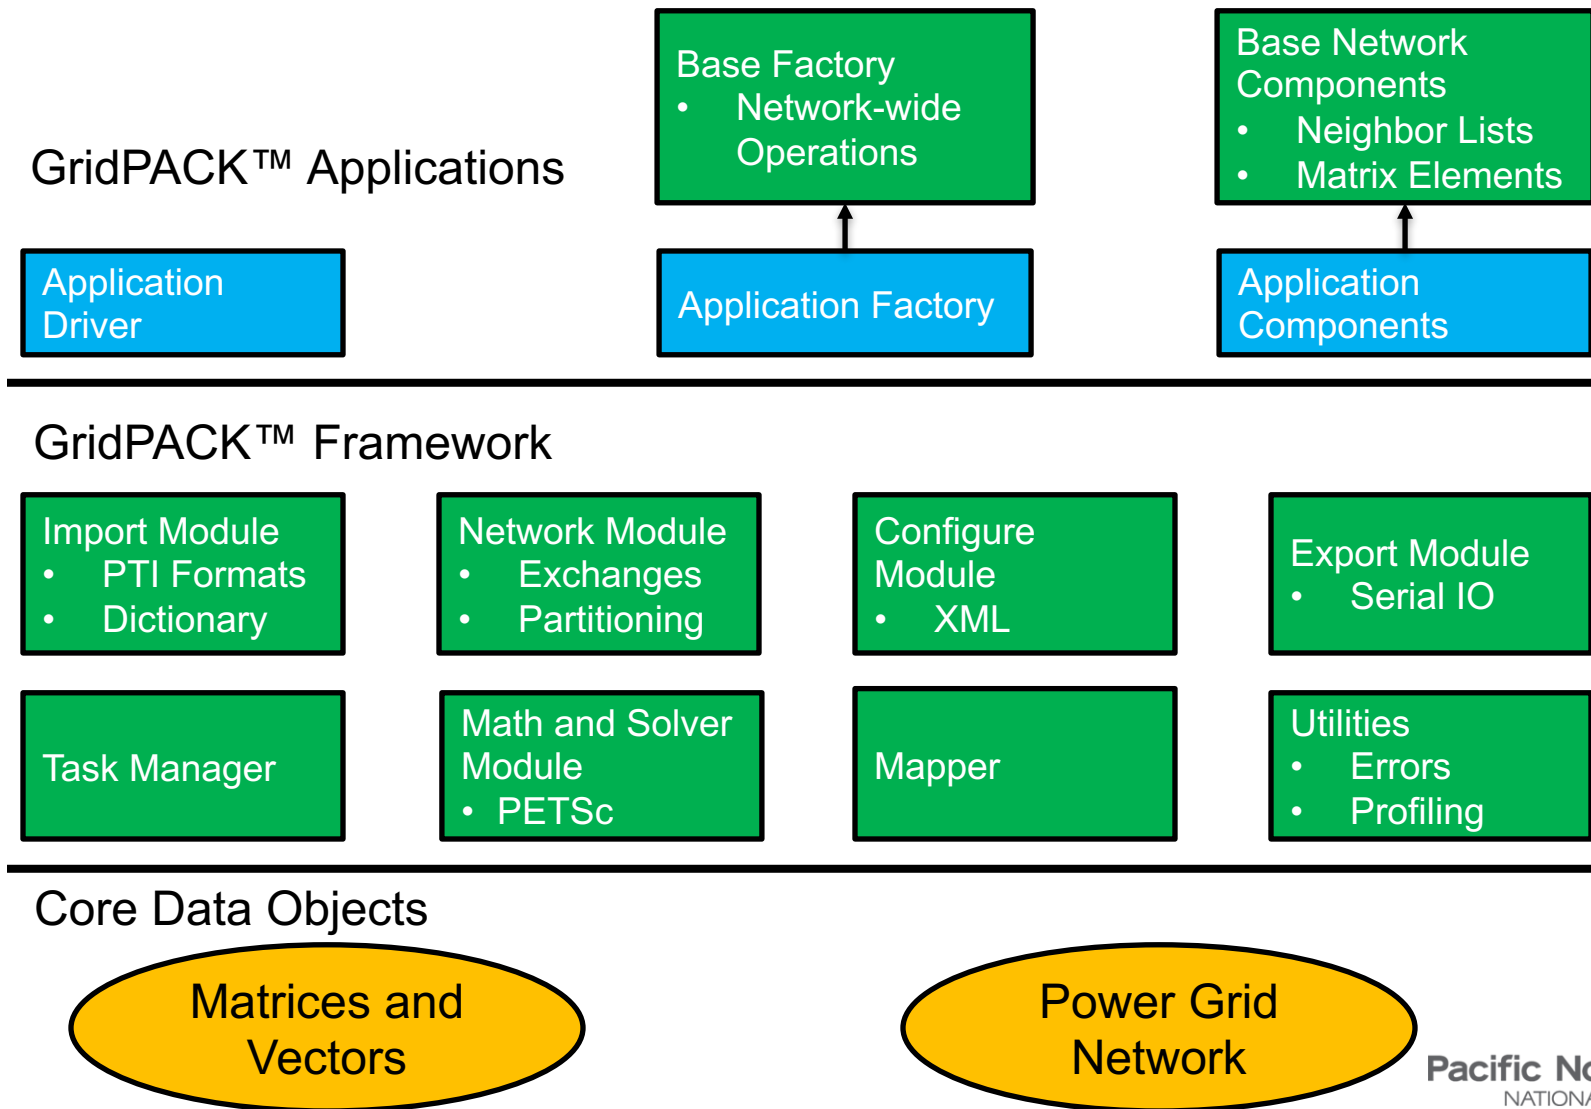 GridPACK™ Applications
Base Factory
• Network-wide
Operations
Base Network
Components
• Neighbor Lists
• Matrix Elements
Application
Driver
Application Factory
Application
Components
GridPACK™ Framework
Import Module
• PTI Formats
• Dictionary
Network Module
• Exchanges
• Partitioning
Configure
Module
• XML
Export Module
• Serial IO
Task Manager
Math and Solver
Module
• PETSc
Mapper
Utilities
• Errors
• Profiling
Core Data Objects
Matrices and
Vectors
Power Grid
Network
Pacific